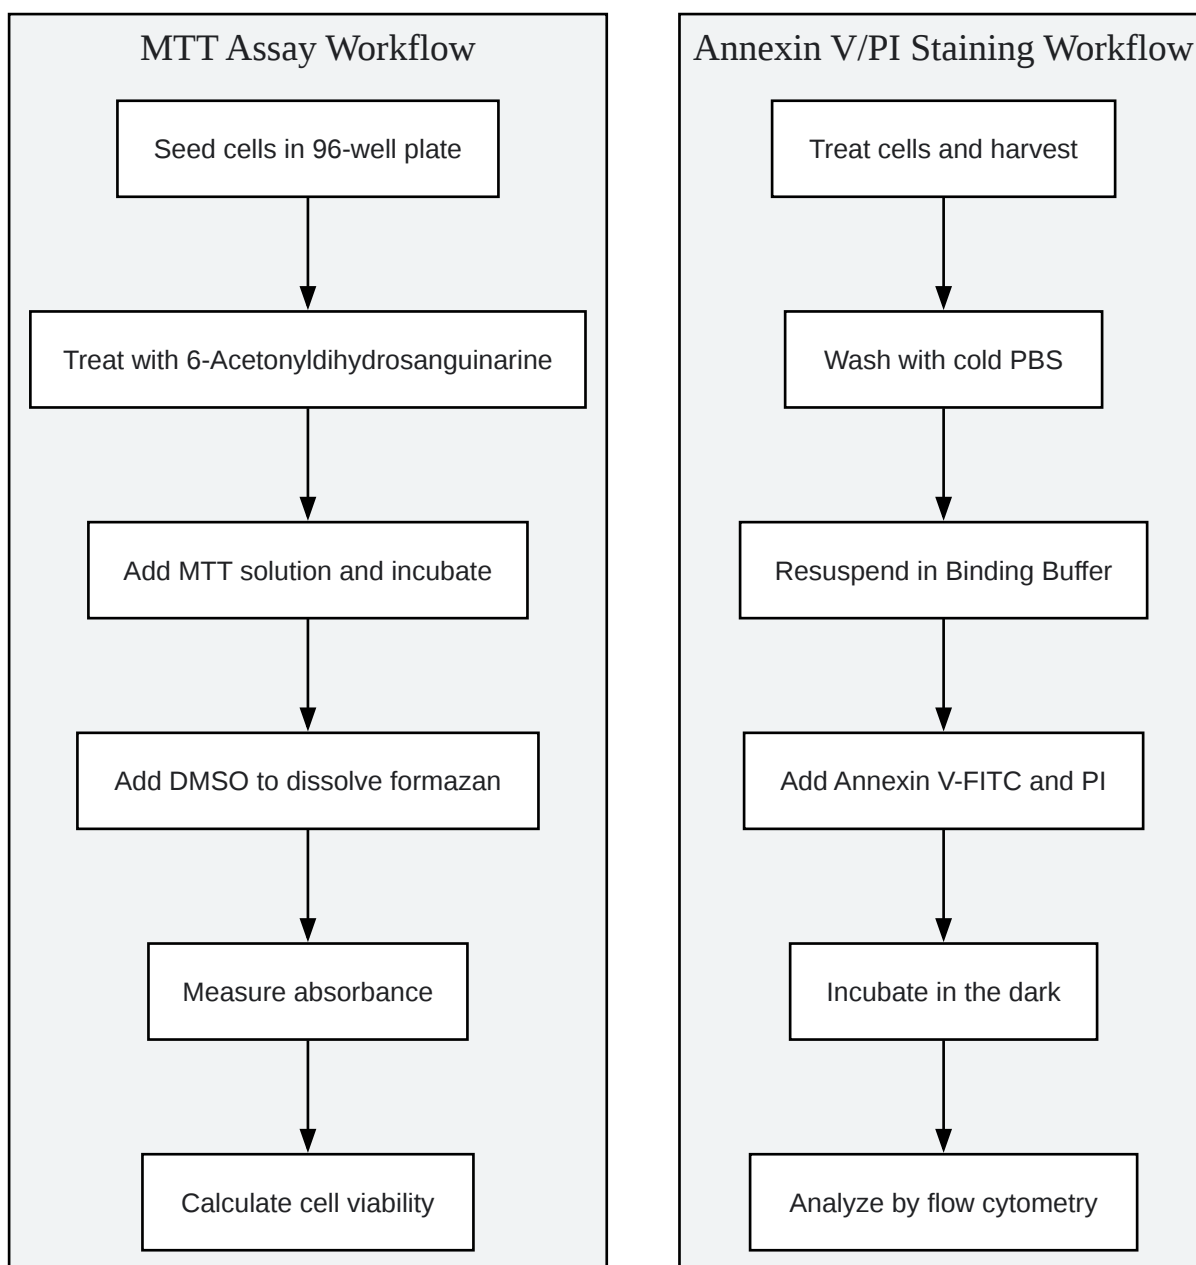 MTT Assay Workflow
Seed cells in 96-well plate
Treat with 6-Acetonyldihydrosanguinarine
Add MTT solution and incubate
Add DMSO to dissolve formazan
Measure absorbance
Calculate cell viability
Annexin V/PI Staining Workflow
Treat cells and harvest
Wash with cold PBS
Resuspend in Binding Buffer
Add Annexin V-FITC and PI
Incubate in the dark
Analyze by flow cytometry